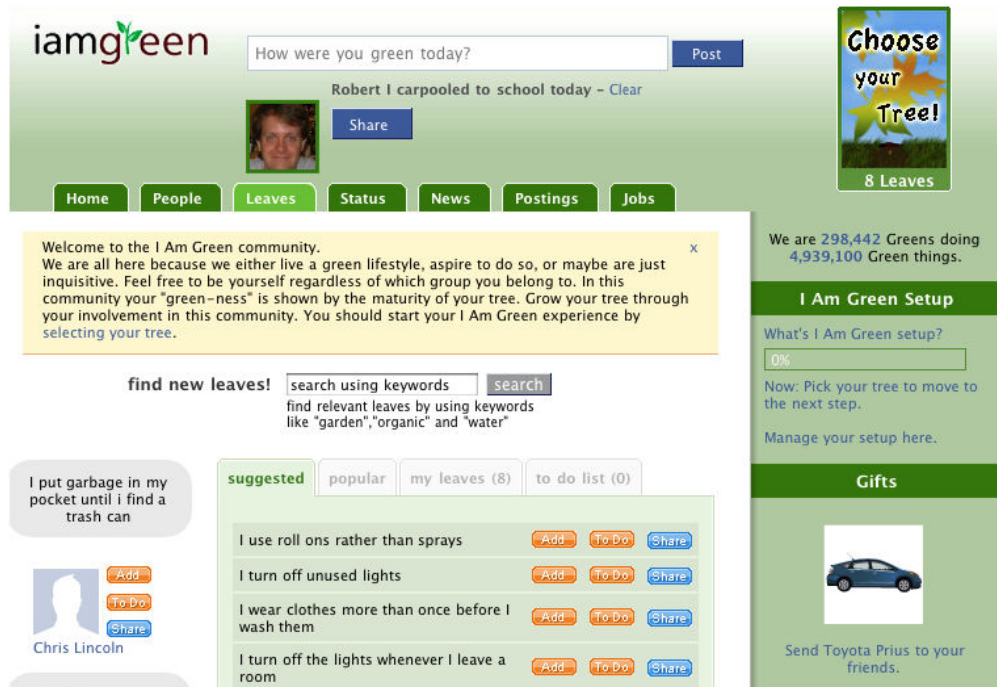 iamgreen
How were you green today?
Post
Robert I carpooled to school today – Clear
Share
Choose
your
Tree!
8 Leaves
Home
People
Leaves
Status
News
Postings
Jobs
Welcome to the I Am Green community.
x
We are all here because we either live a green lifestyle, aspire to do so, or maybe are just
inquisitive. Feel free to be yourself regardless of which group you belong to. In this
community your "green-ness" is shown by the maturity of your tree. Grow your tree through
your involvement in this community. You should start your I Am Green experience by
selecting your tree.
We are 298,442 Greens doing
4,939,100 Green things.
I Am Green Setup
What's I Am Green setup?
0%
Now: Pick your tree to move to
the next step.
Manage your setup here.
find new leaves!
search using keywords
search
find relevant leaves by using keywords
like "garden","organic" and "water"
I put garbage in my
pocket until i find a
trash can
Add
To Do
Share
Chris Lincoln
suggested
popular
my leaves (8)
to do list (0)
I use roll ons rather than sprays
Add
To Do
Share
I turn off unused lights
Add
To Do
Share
I wear clothes more than once before I
wash them
Add
To Do
Share
I turn off the lights whenever I leave a
room
Add
To Do
Share
Gifts
Send Toyota Prius to your
friends.